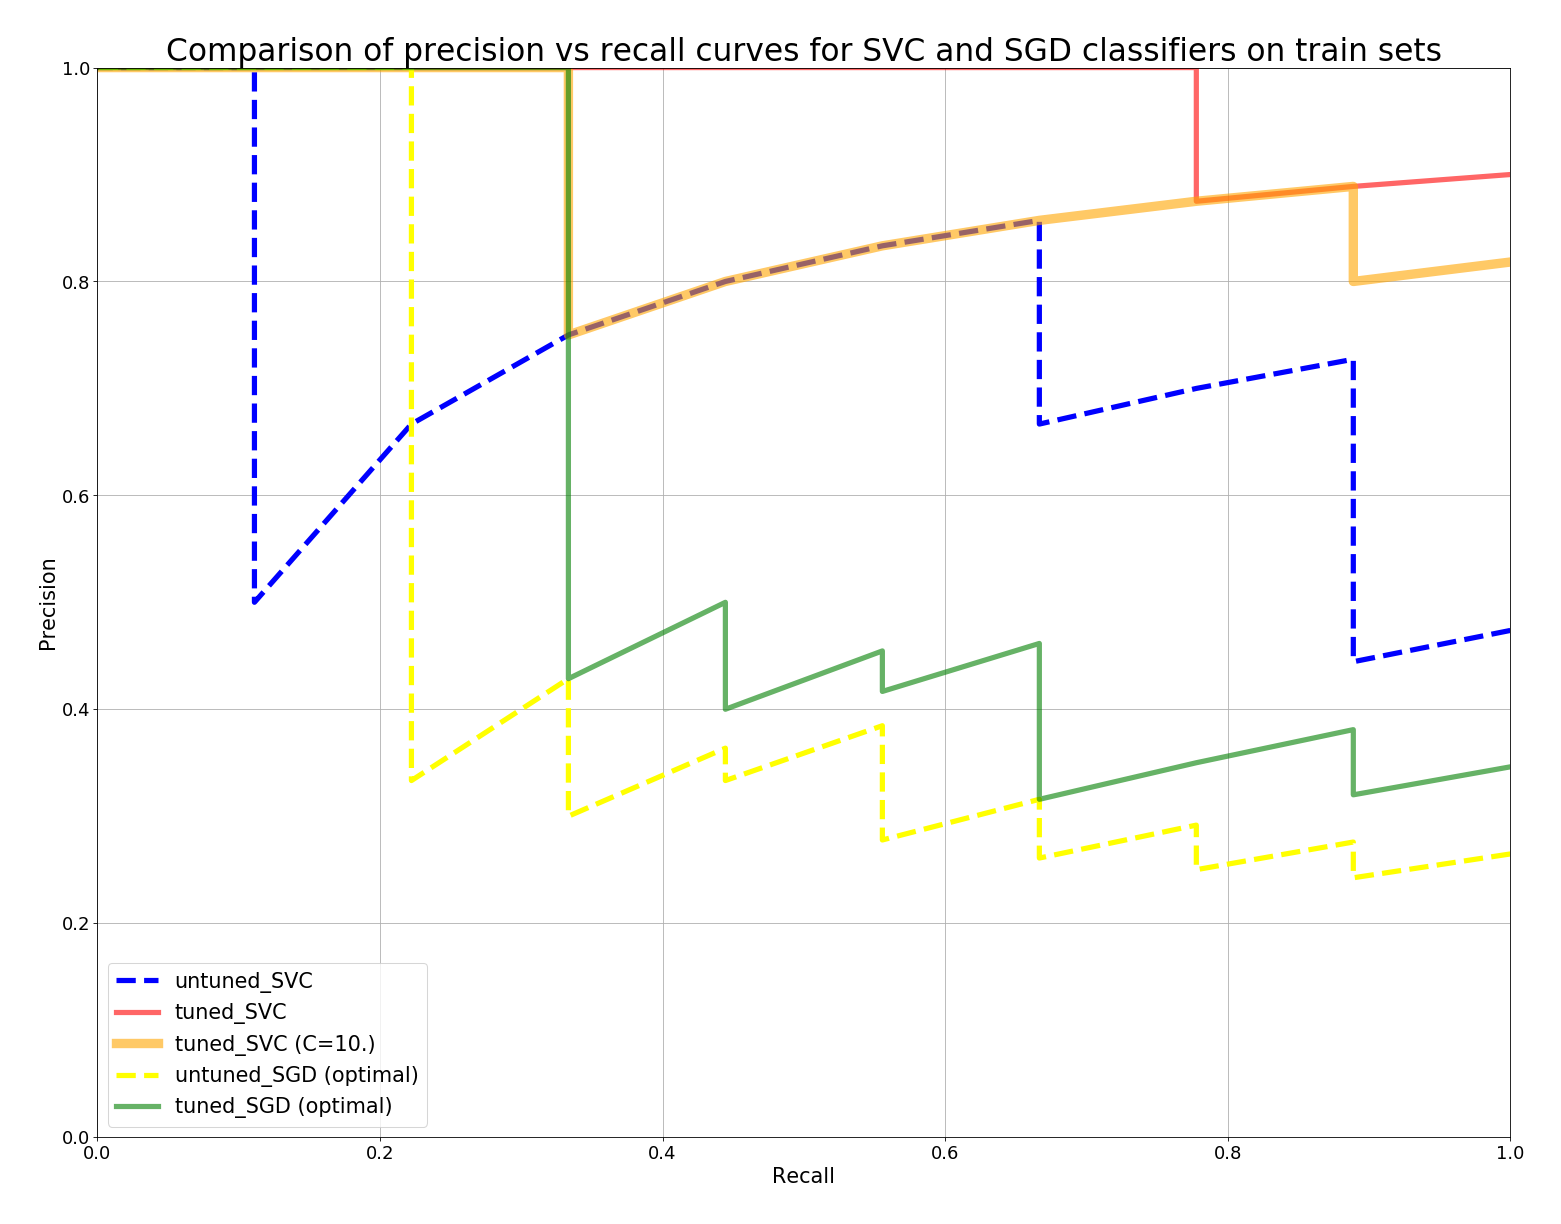 Comparison of precision vs recall curves for SVC and SGD classifiers on train sets
1.0
0.8
0.6
0.4
0.2
0.0
Precision
untuned_SVC
tuned_SVC
tuned_SVC (C=10.)
untuned_SGD (optimal)
tuned_SGD (optimal)
0.0 0.2 0.4 0.6 0.8 1.0
Recall